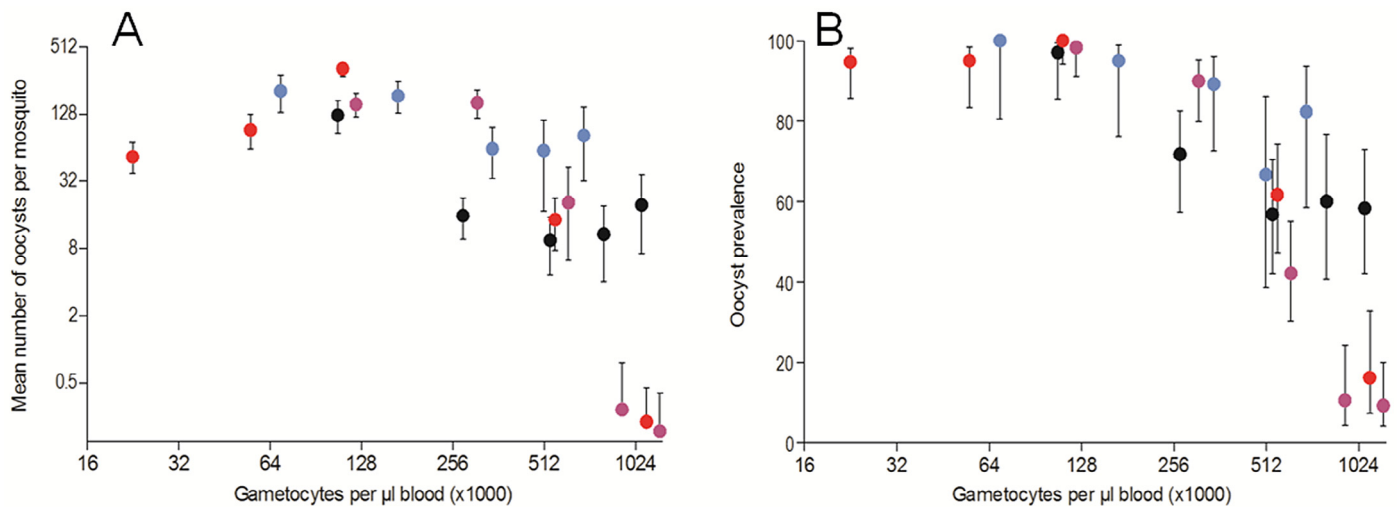 A
Mean number of oocysts per mosquito
512
128
32
8
2
0.5
16 32 64 128 256 512 1024
Gametocytes per µl blood (x1000)
B
Oocyst prevalence
100
80
60
40
20
0
16 32 64 128 256 512 1024
Gametocytes per µl blood (x1000)